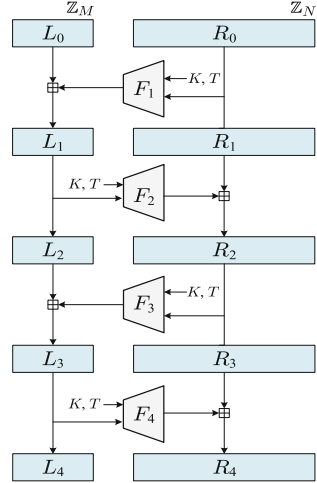 ℤ_M ℤ_N
L_0 R_0
F_1 K, T
L_1 R_1
K, T F_2
L_2 R_2
F_3 K, T
L_3 R_3
K, T F_4
L_4 R_4